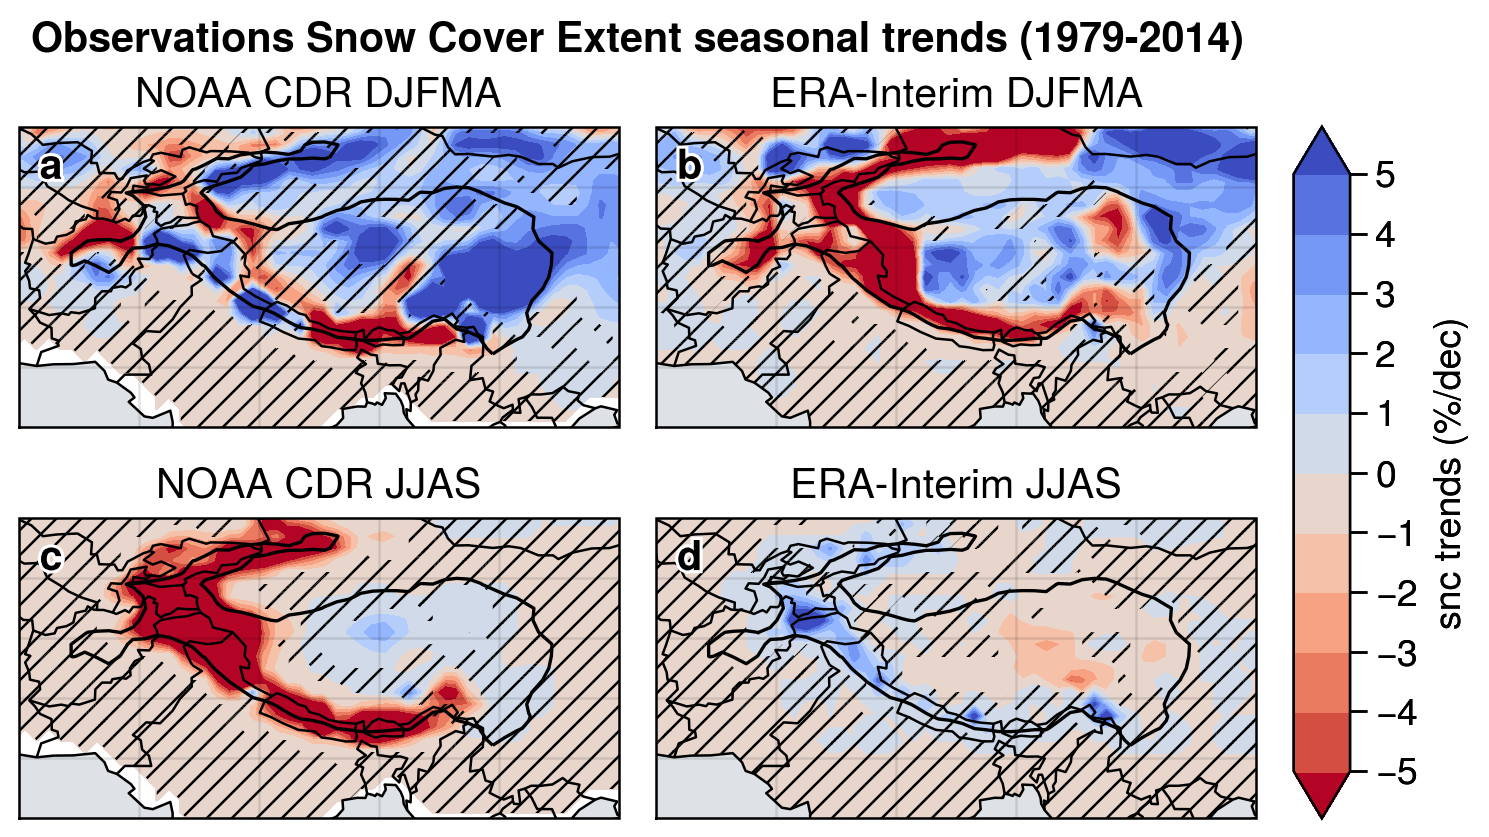 Observations Snow Cover Extent seasonal trends (1979-2014)
NOAA CDR DJFMA
ERA-Interim DJFMA
a
b
NOAA CDR JJAS
ERA-Interim JJAS
c
d
5
4
3
2
1
0
−1
−2
−3
−4
−5
snc trends (%/dec)